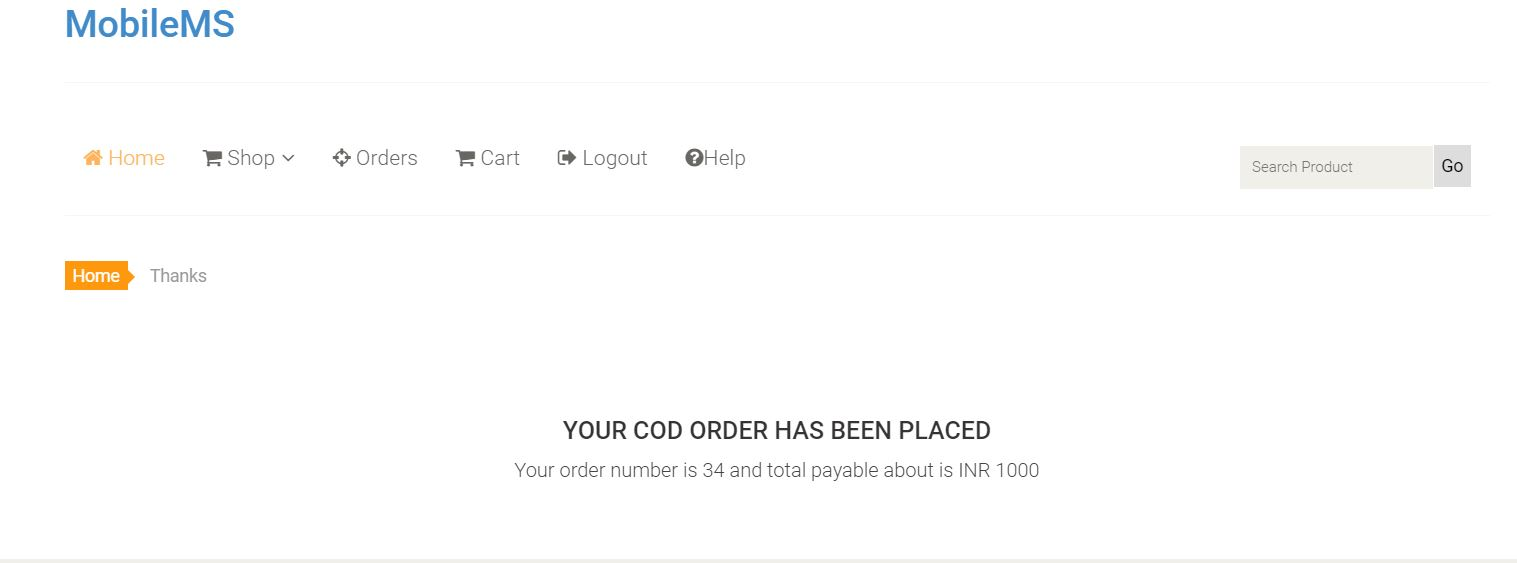 MobileMS
Home Shop Orders Cart Logout Help
Search Product Go
Home Thanks
YOUR COD ORDER HAS BEEN PLACED
Your order number is 34 and total payable about is INR 1000